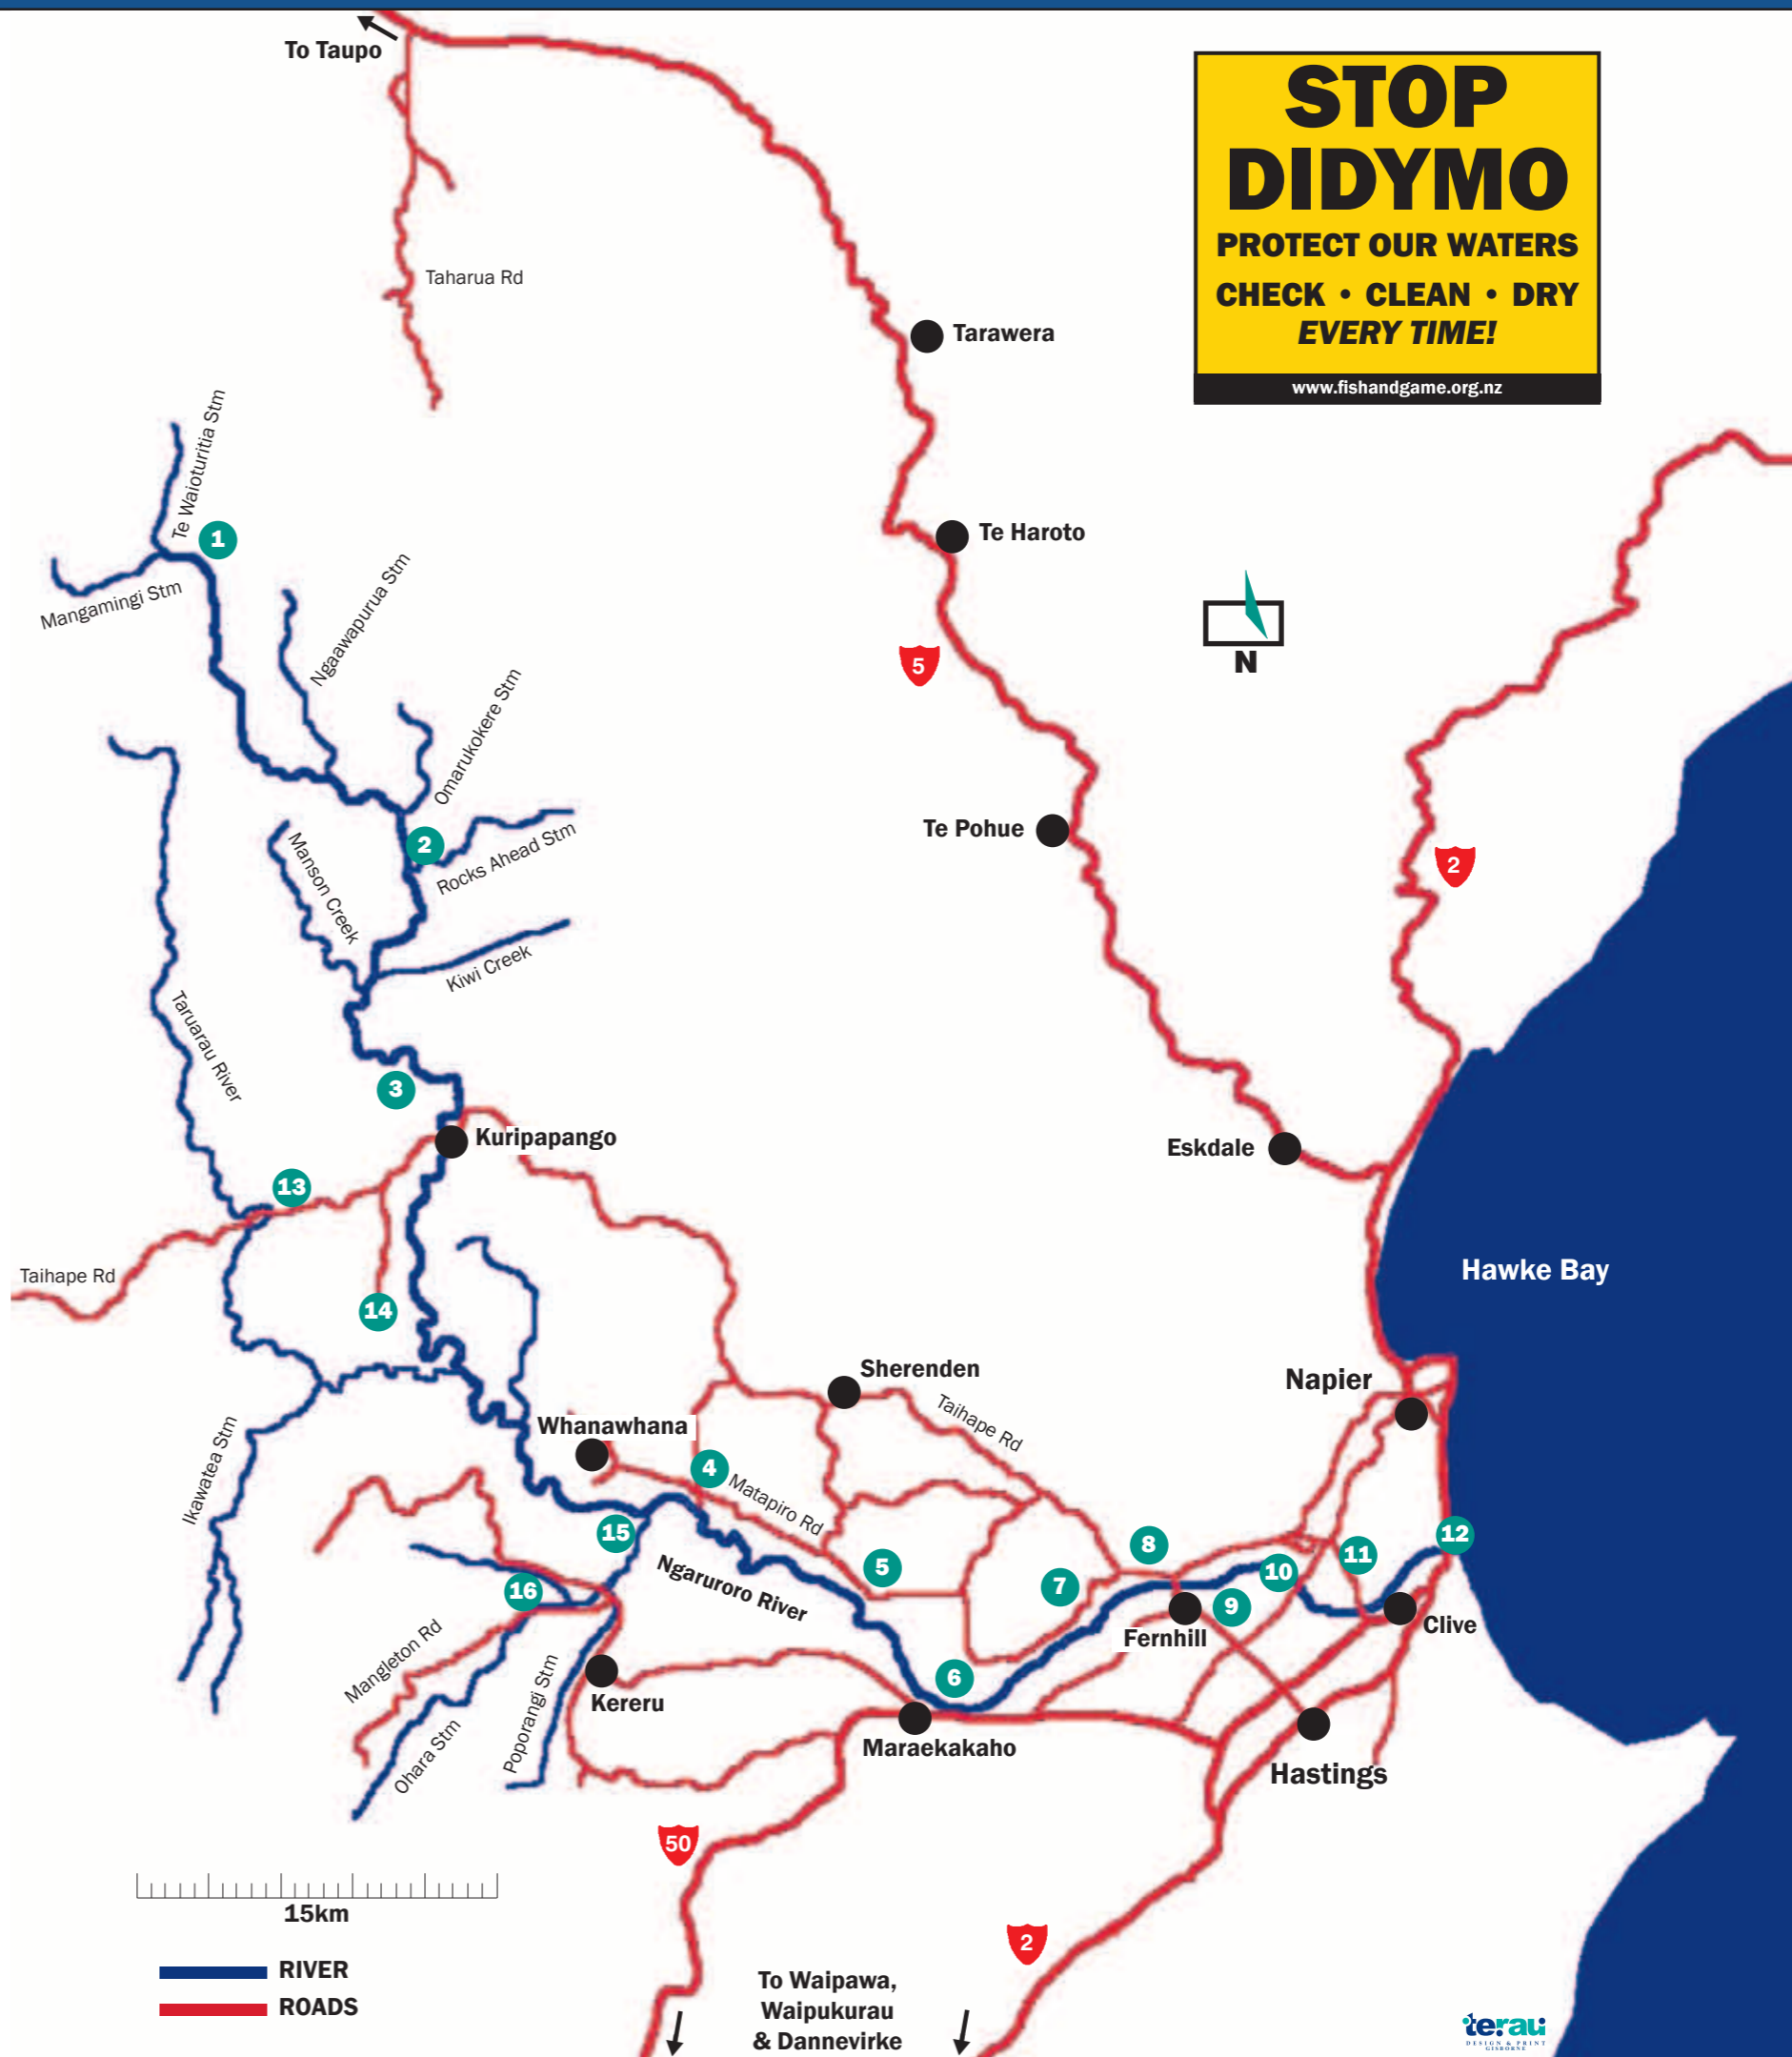 To Taupo
STOP
DIDYMO
PROTECT OUR WATERS
CHECK • CLEAN • DRY
EVERY TIME!
www.fishandgame.org.nz
Taharua Rd
Tarawera
Te Waioturitia Stm
1
Te Haroto
Mangamingi Stm
Ngaawapurua Stm
5
N
Omarukokere Stm
Te Pohue
2
Rocks Ahead Stm
Manson Creek
2
Kiwi Creek
Taruarau River
3
Kuripapango
Eskdale
13
Hawke Bay
Taihape Rd
14
Sherenden
Napier
Taihape Rd
Whanawhana
4
Matapiro Rd
Ikawatea Stm
15
Ngaruroro River
5
8
12
11
10
7
9
16
Clive
Fernhill
Mangleton Rd
6
Kereru
Poporangi Stm
Ohara Stm
Maraekakaho
Hastings
50
15km
2
RIVER
ROADS
To Waipawa,
Waipukurau
& Dannevirke
terau
DESIGN & PRINT
GISBORNE